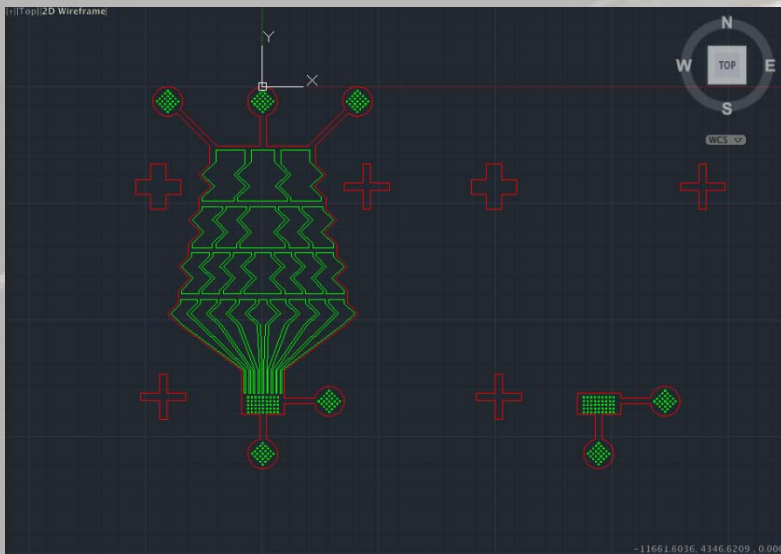 [-][Top][2D Wireframe]
N
W TOP E
S
WCS
Y
X
-11661.6036, 4346.6209 , 0.00